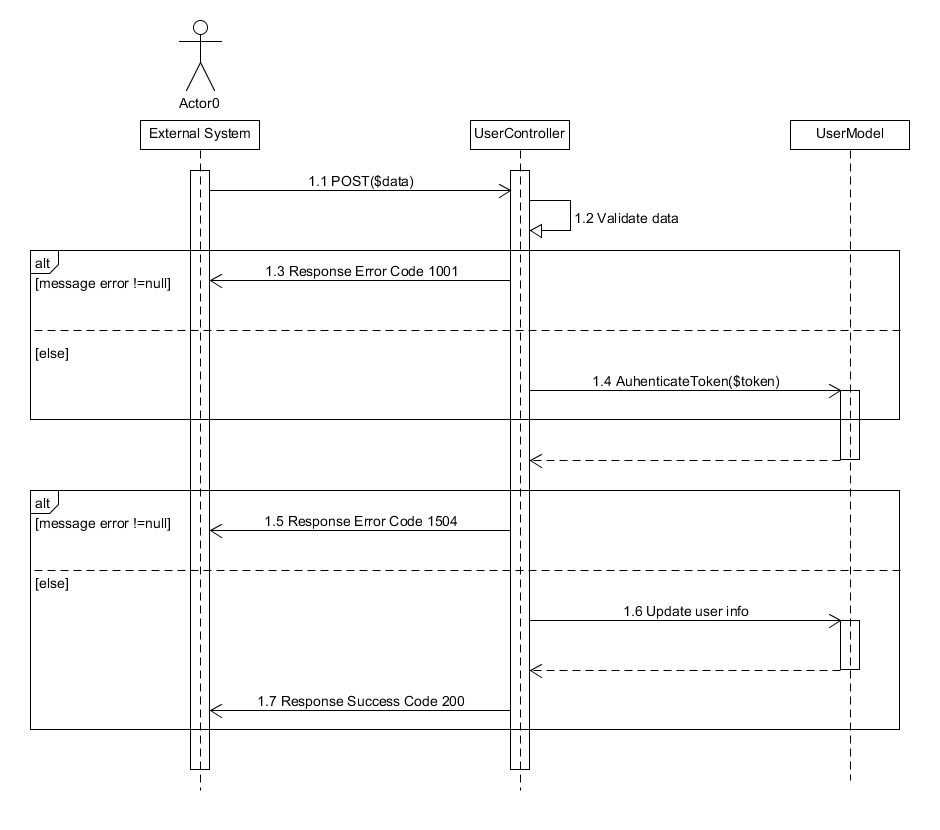 Actor0
External System
UserController
UserModel
1.1 POST($data)
1.2 Validate data
alt
[message error !=null]
1.3 Response Error Code 1001
[else]
1.4 AuhenticateToken($token)
alt
[message error !=null]
1.5 Response Error Code 1504
[else]
1.6 Update user info
1.7 Response Success Code 200